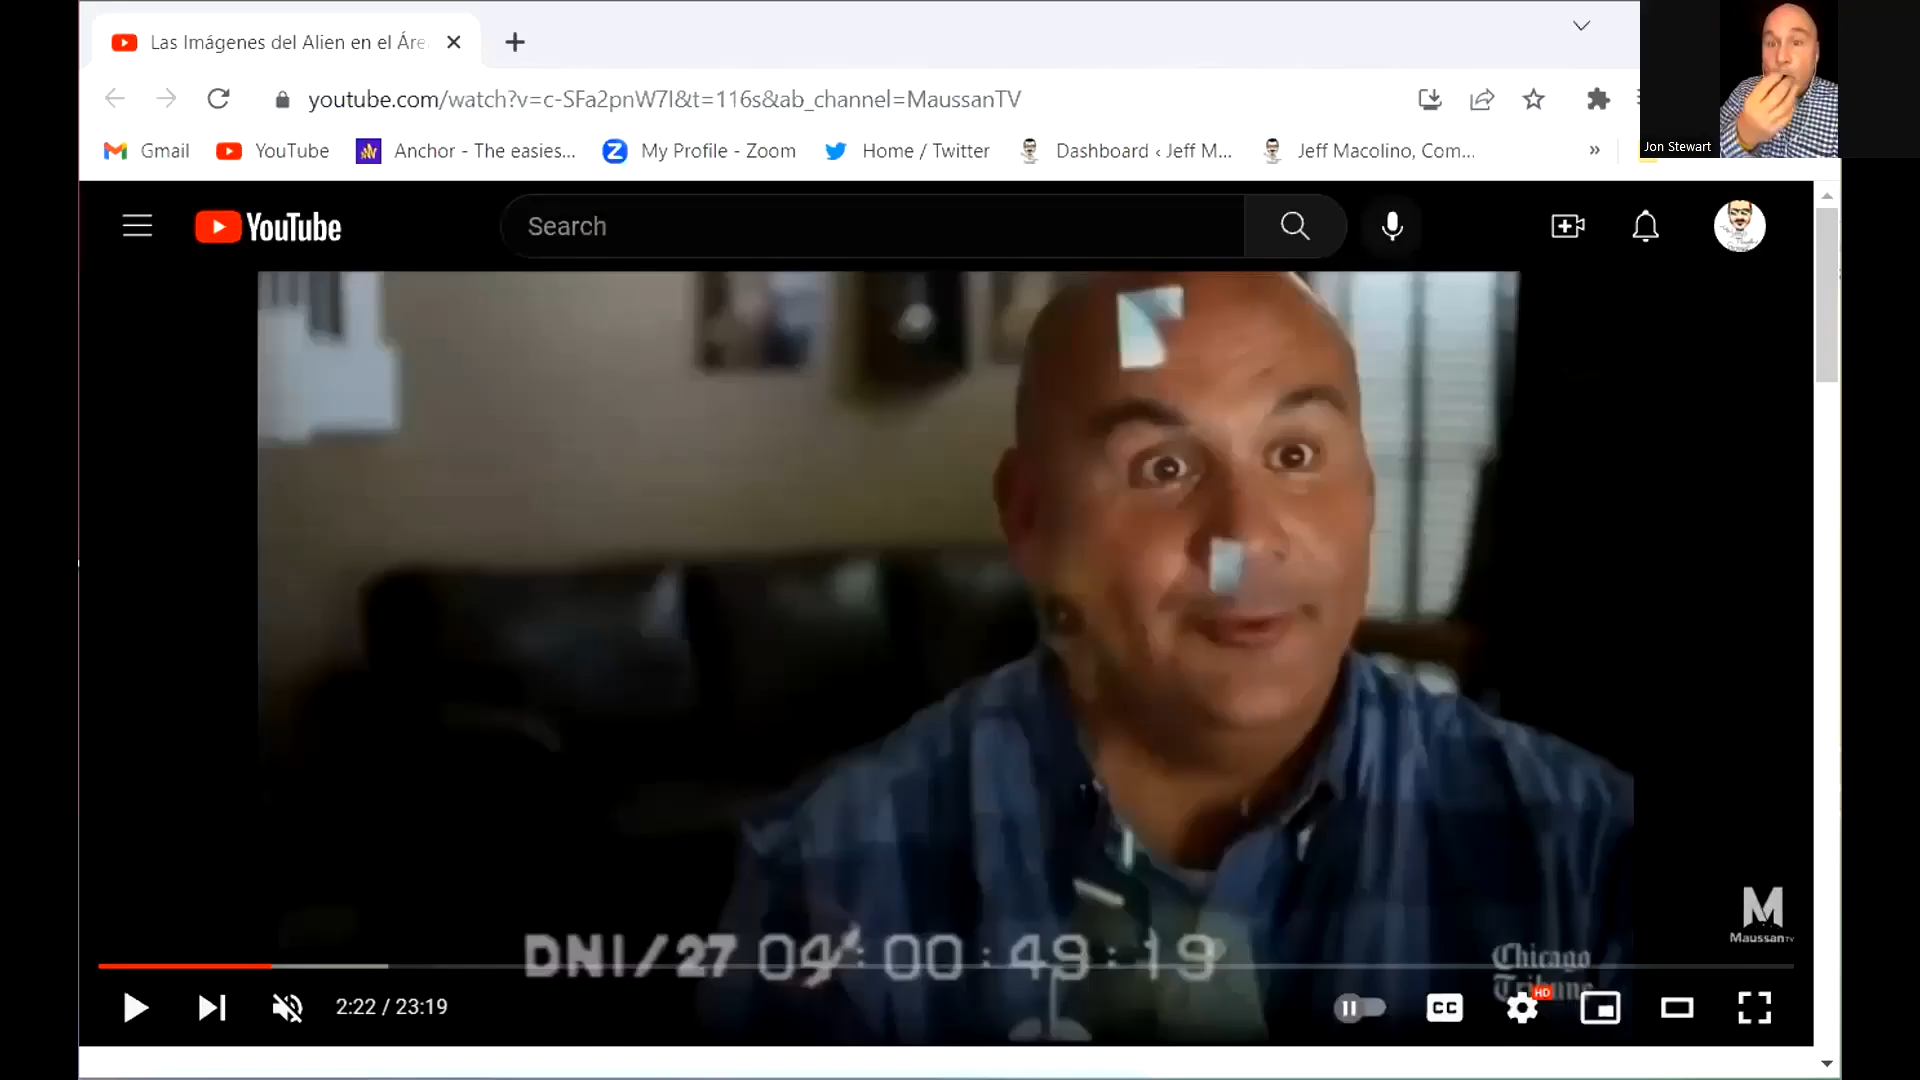 Las Imágenes del Alien en el Áre
youtube.com/watch?v=c-SFa2pnW7I&t=116s&ab_channel=MaussanTV
Jon Stewart
Gmail
YouTube
Anchor - The easies...
My Profile - Zoom
Home / Twitter
Dashboard ‹ Jeff M...
Jeff Macolino, Com...
»
YouTube
Search
M
MaussanTV
DNI/27 04:00:49:19
Chicago
Tribune
2:22 / 23:19
CC
HD